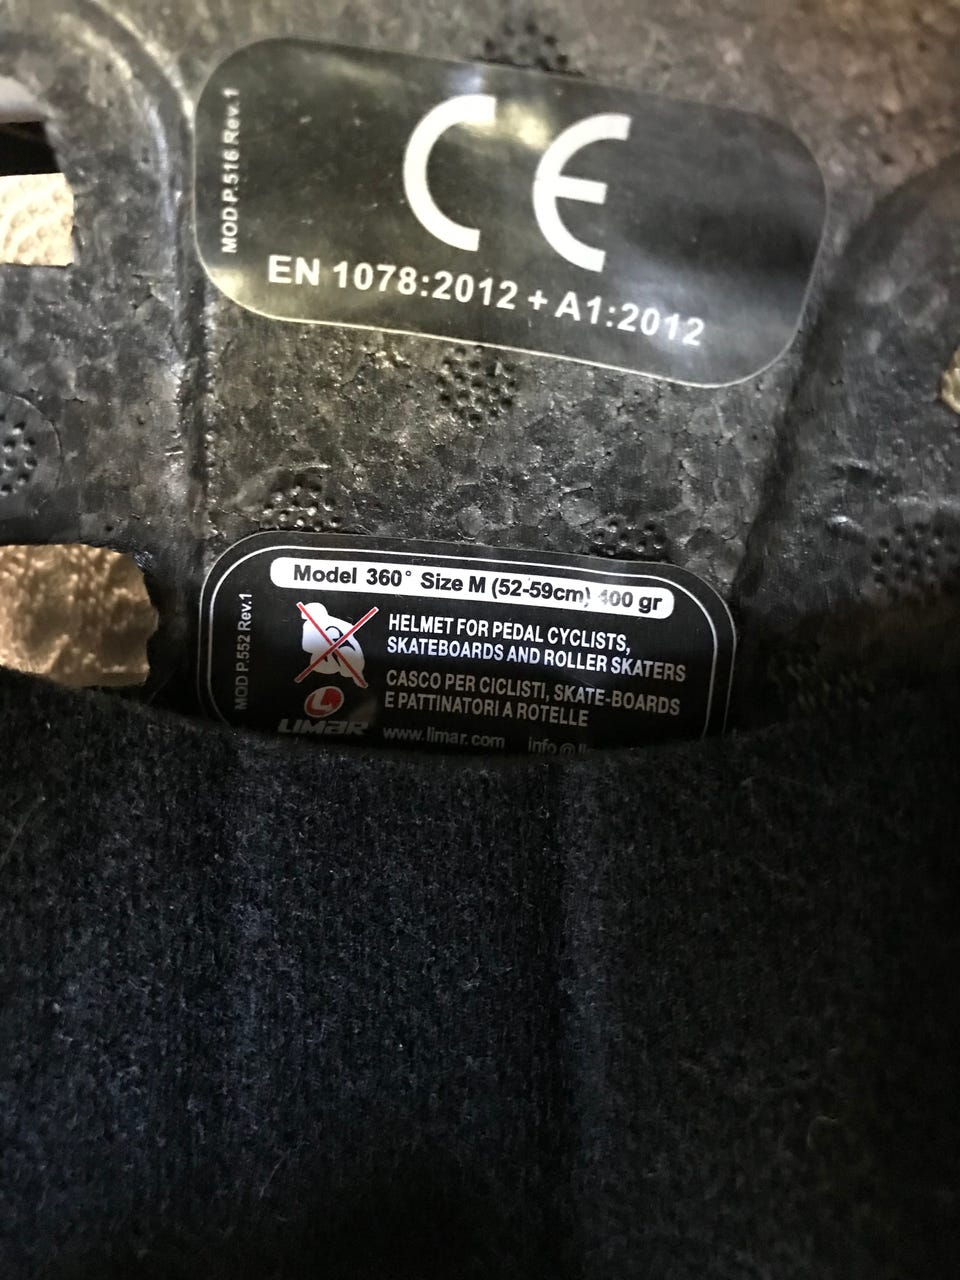 MOD P.516 Rev.1
CE
EN 1078:2012 + A1:2012
Model 360° Size M (52-59cm) 400 gr
MOD P.552 Rev.1
HELMET FOR PEDAL CYCLISTS,
SKATEBOARDS AND ROLLER SKATERS
CASCO PER CICLISTI, SKATE-BOARDS
E PATTINATORI A ROTELLE
LIMAR
www.limar.com info@li